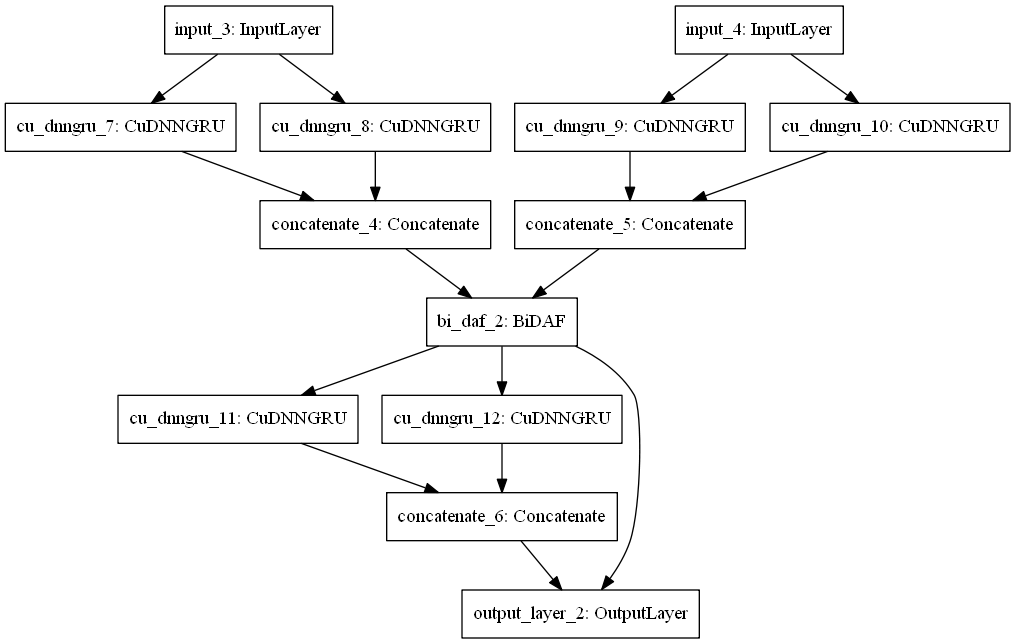 input_3: InputLayer
input_4: InputLayer
cu_dnngru_7: CuDNNGRU
cu_dnngru_8: CuDNNGRU
cu_dnngru_9: CuDNNGRU
cu_dnngru_10: CuDNNGRU
concatenate_4: Concatenate
concatenate_5: Concatenate
bi_daf_2: BiDAF
cu_dnngru_11: CuDNNGRU
cu_dnngru_12: CuDNNGRU
concatenate_6: Concatenate
output_layer_2: OutputLayer